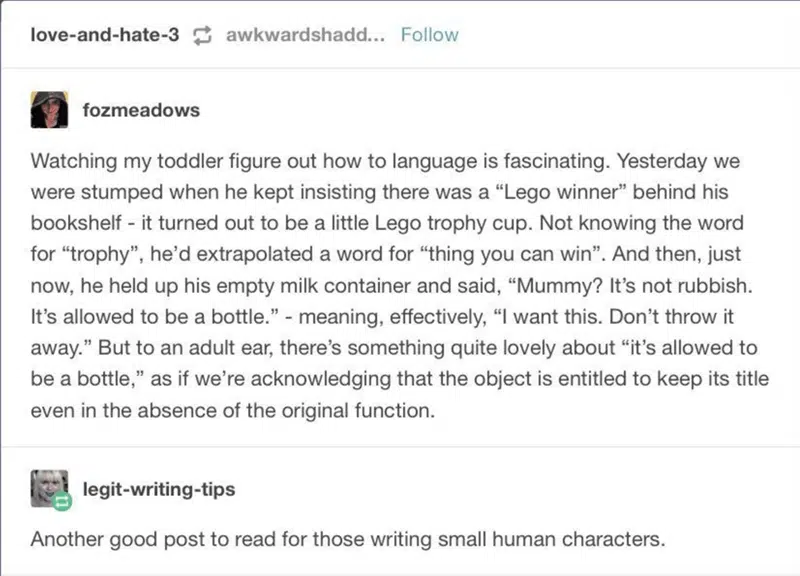 love-and-hate-3 awkwardshadd... Follow
fozmeadows
Watching my toddler figure out how to language is fascinating. Yesterday we
were stumped when he kept insisting there was a “Lego winner” behind his
bookshelf - it turned out to be a little Lego trophy cup. Not knowing the word
for “trophy”, he’d extrapolated a word for “thing you can win”. And then, just
now, he held up his empty milk container and said, “Mummy? It’s not rubbish.
It’s allowed to be a bottle.” - meaning, effectively, “I want this. Don’t throw it
away.” But to an adult ear, there’s something quite lovely about “it’s allowed to
be a bottle,” as if we’re acknowledging that the object is entitled to keep its title
even in the absence of the original function.
legit-writing-tips
Another good post to read for those writing small human characters.